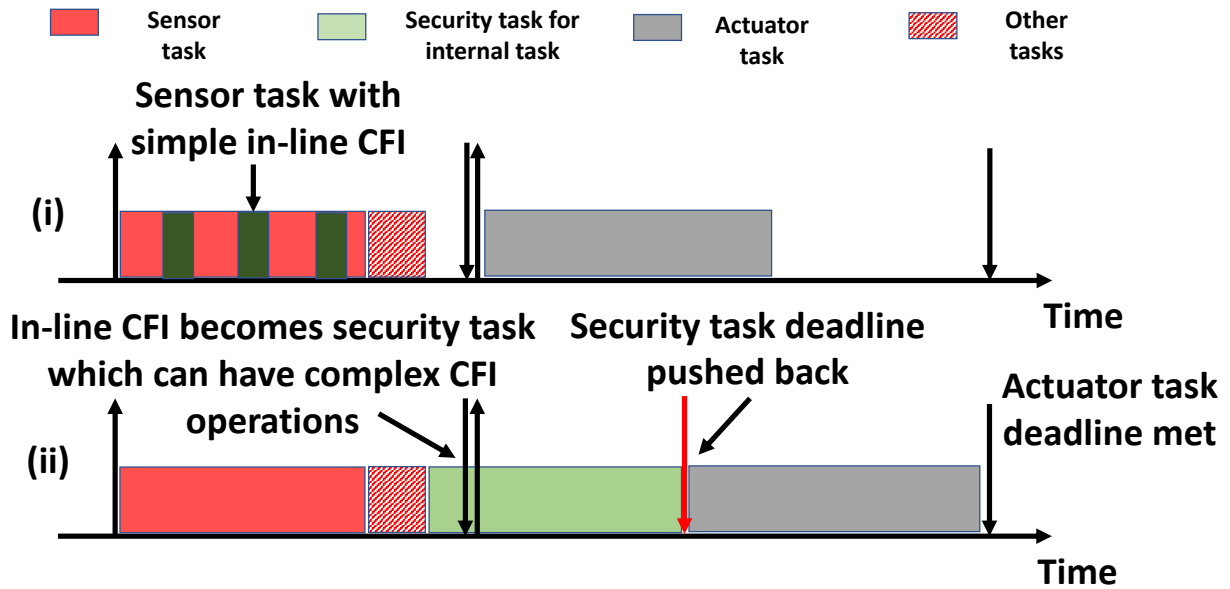 Sensor
task
Security task for
internal task
Actuator
task
Other
tasks
Sensor task with
simple in-line CFI
(i)
Time
In-line CFI becomes security task
which can have complex CFI
operations
Security task deadline
pushed back
Actuator task
deadline met
(ii)
Time